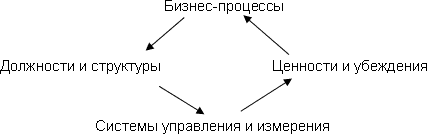 Бизнес-процессы
Должности и структуры
Ценности и убеждения
Системы управления и измерения